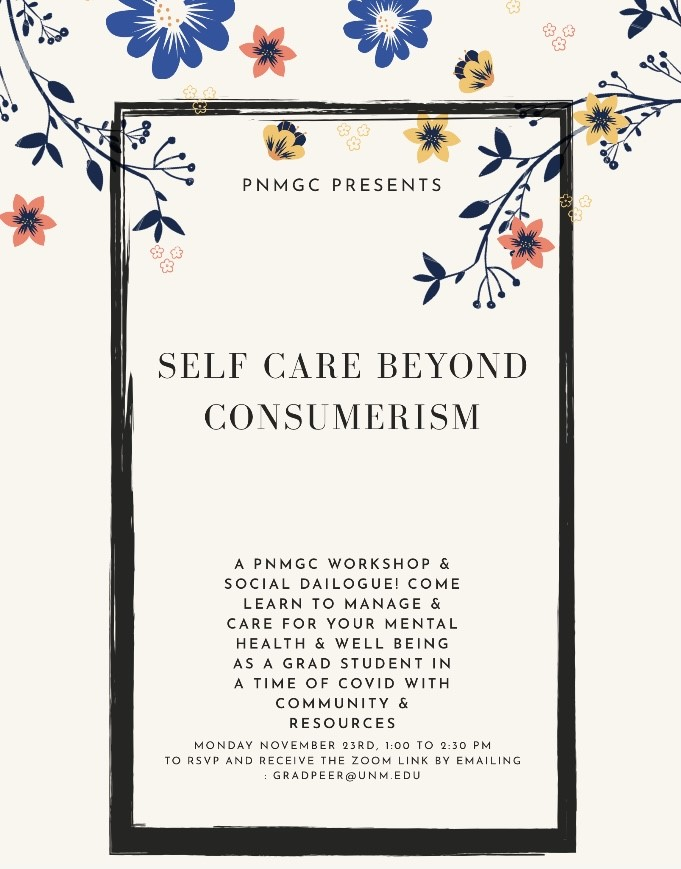 PNMGC PRESENTS
SELF CARE BEYOND
CONSUMERISM
A PNMGC WORKSHOP &
SOCIAL DAILOGUE! COME
LEARN TO MANAGE &
CARE FOR YOUR MENTAL
HEALTH & WELL BEING
AS A GRAD STUDENT IN
A TIME OF COVID WITH
COMMUNITY &
RESOURCES
MONDAY NOVEMBER 23RD, 1:00 TO 2:30 PM
TO RSVP AND RECEIVE THE ZOOM LINK BY EMAILING
: GRADPEER@UNM.EDU